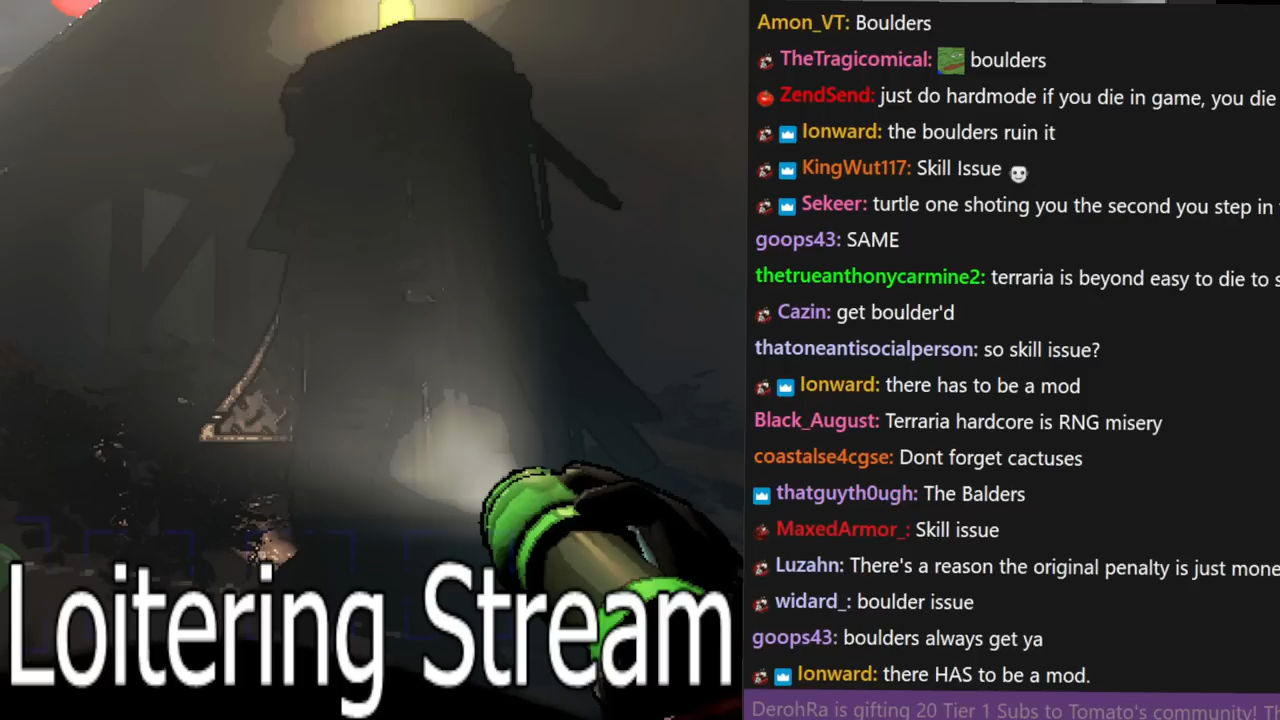 Amon_VT: Boulders
TheTragicomical: boulders
ZendSend: just do hardmode if you die in game, you die
Ionward: the boulders ruin it
KingWut117: Skill Issue
Sekeer: turtle one shoting you the second you step in
goops43: SAME
thetrueanthonycarmine2: terraria is beyond easy to die to s
Cazin: get boulder'd
thatoneantisocialperson: so skill issue?
Ionward: there has to be a mod
Black_August: Terraria hardcore is RNG misery
coastalse4cgse: Dont forget cactuses
thatguyth0ugh: The Balders
MaxedArmor_: Skill issue
Luzahn: There's a reason the original penalty is just mone
widard_: boulder issue
goops43: boulders always get ya
Ionward: there HAS to be a mod.
DerohRa is gifting 20 Tier 1 Subs to Tomato's community! Th
Loitering Stream